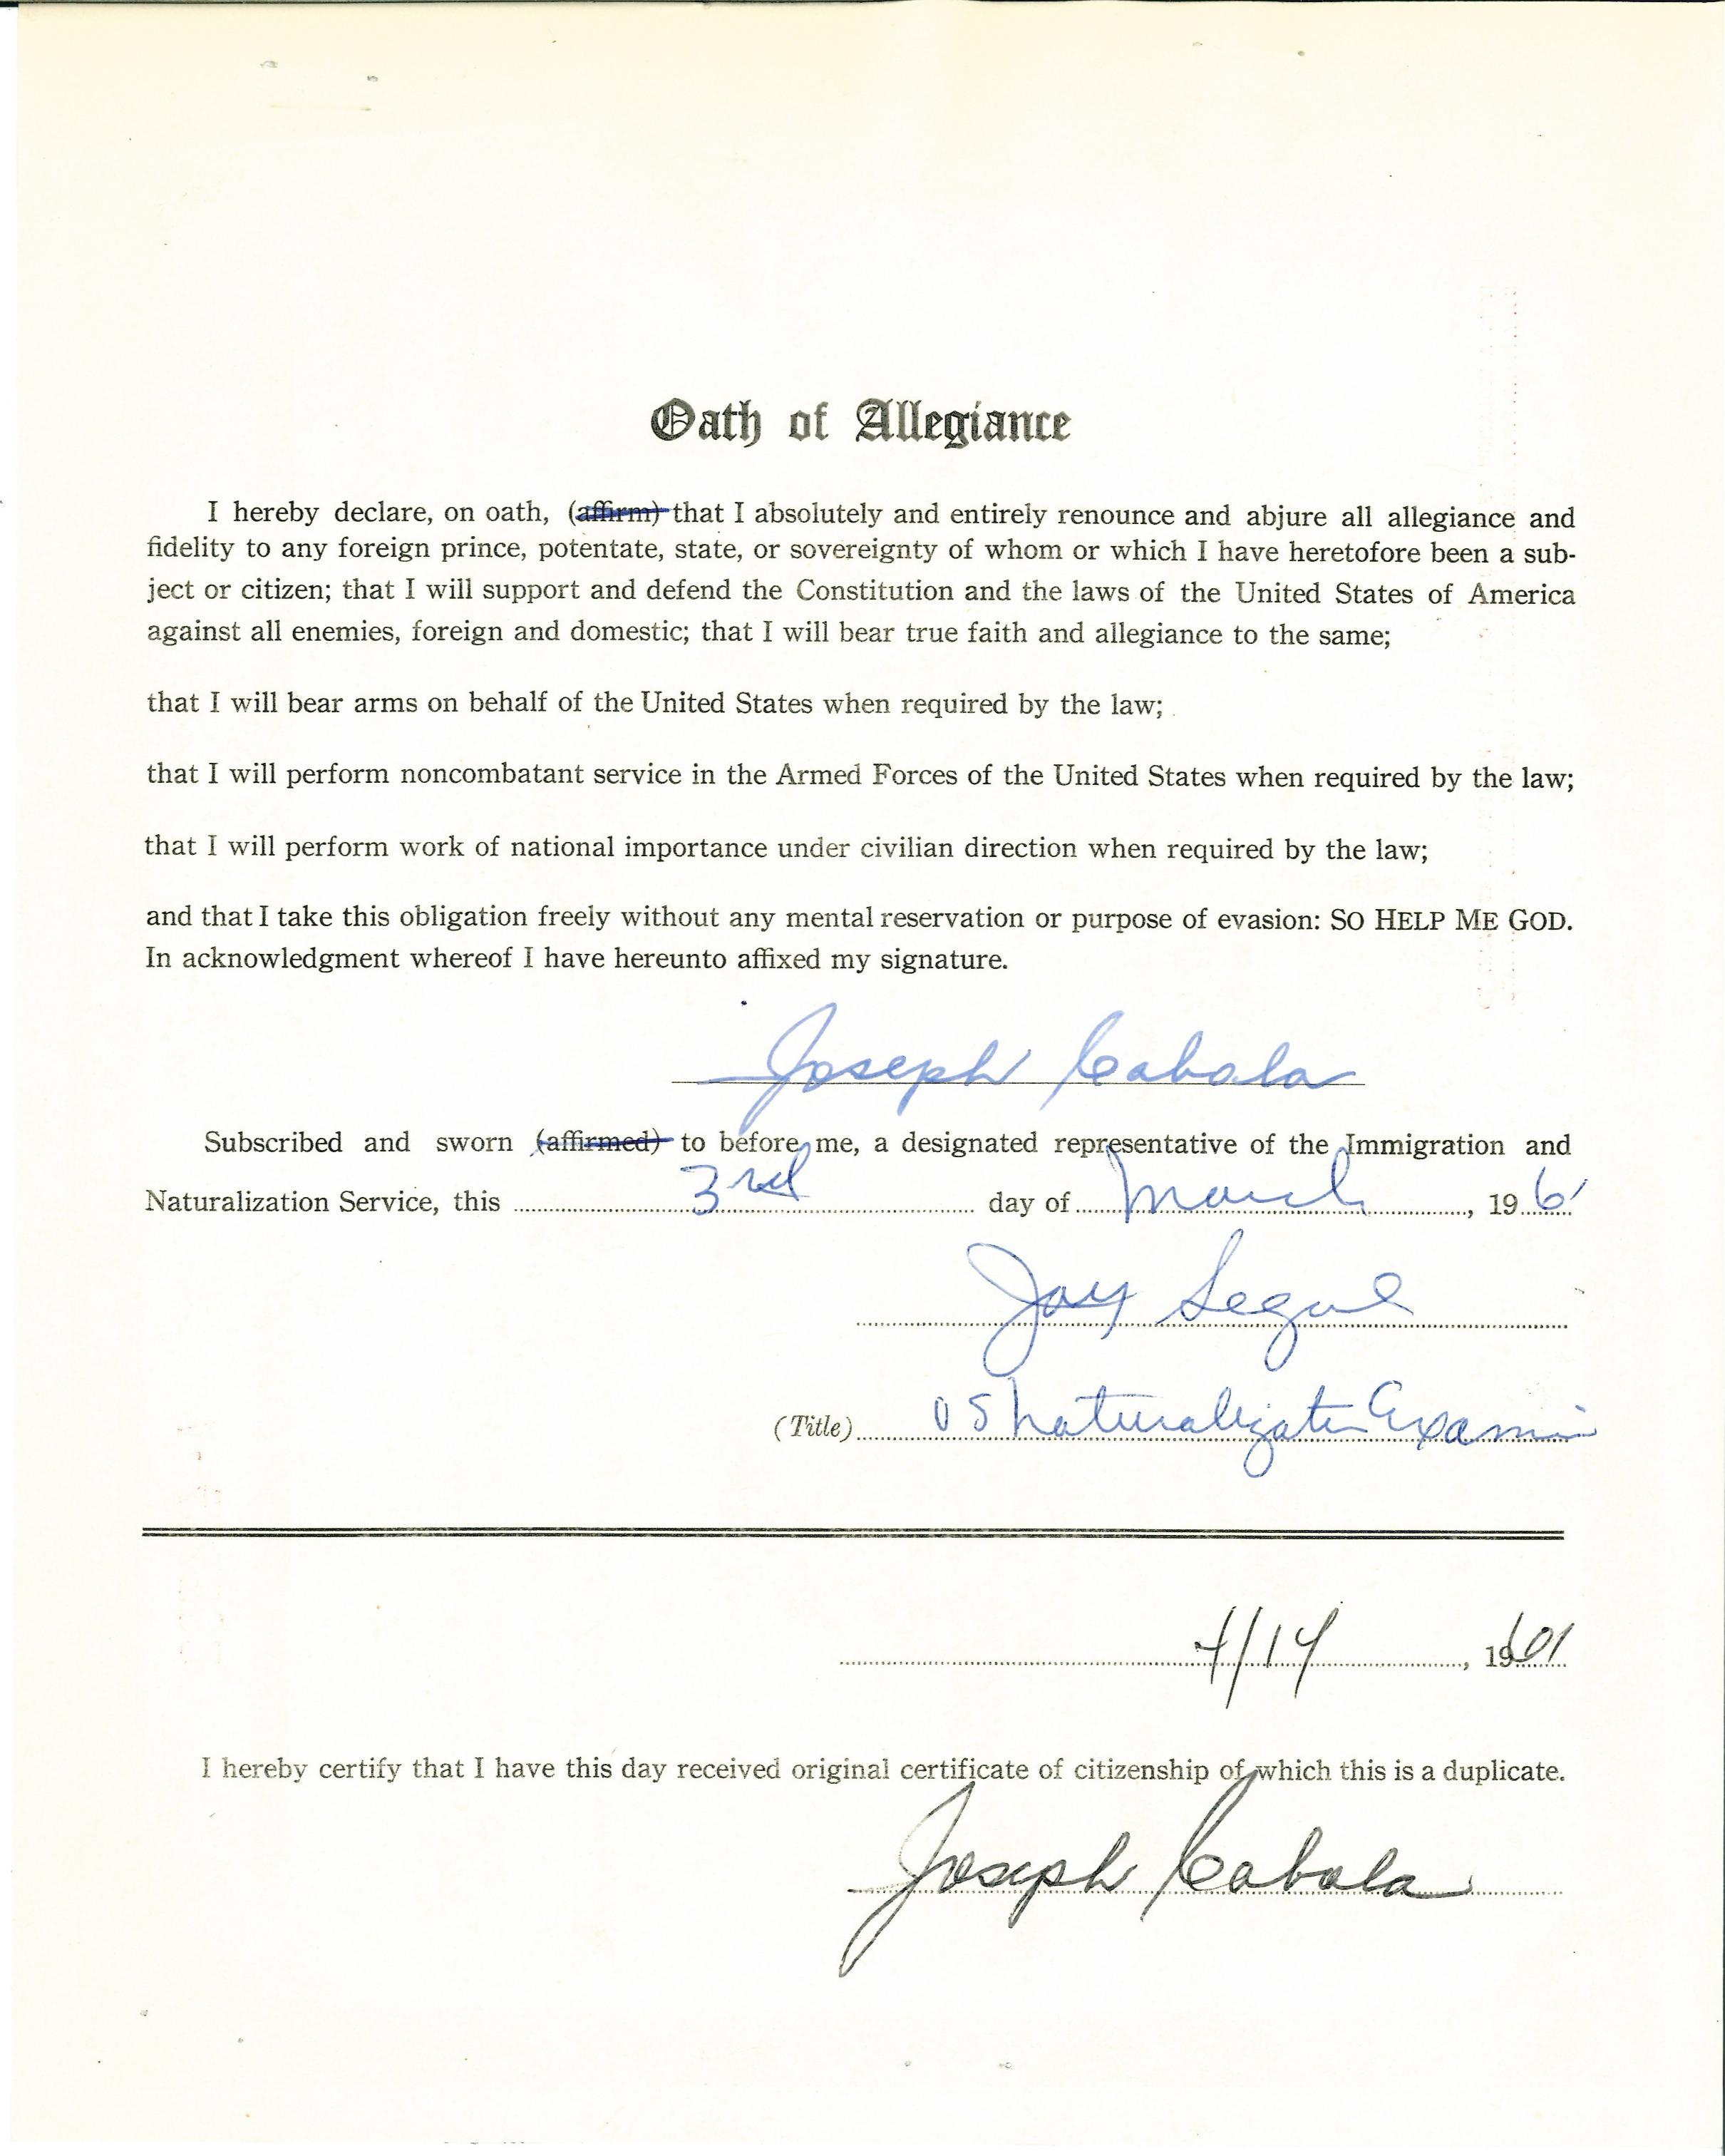 Oath of Allegiance
I hereby declare, on oath, (affirm) that I absolutely and entirely renounce and abjure all allegiance and
fidelity to any foreign prince, potentate, state, or sovereignty of whom or which I have heretofore been a sub-
ject or citizen; that I will support and defend the Constitution and the laws of the United States of America
against all enemies, foreign and domestic; that I will bear true faith and allegiance to the same;
that I will bear arms on behalf of the United States when required by the law;
that I will perform noncombatant service in the Armed Forces of the United States when required by the law;
that I will perform work of national importance under civilian direction when required by the law;
and that I take this obligation freely without any mental reservation or purpose of evasion: SO HELP ME GOD.
In acknowledgment whereof I have hereunto affixed my signature.
Joseph Cabala
Subscribed and sworn (affirmed) to before me, a designated representative of the Immigration and
Naturalization Service, this 3rd day of March, 1961
Jay Segal
(Title) US Naturalization Examin
4/14, 1961
I hereby certify that I have this day received original certificate of citizenship of which this is a duplicate.
Joseph Cabala